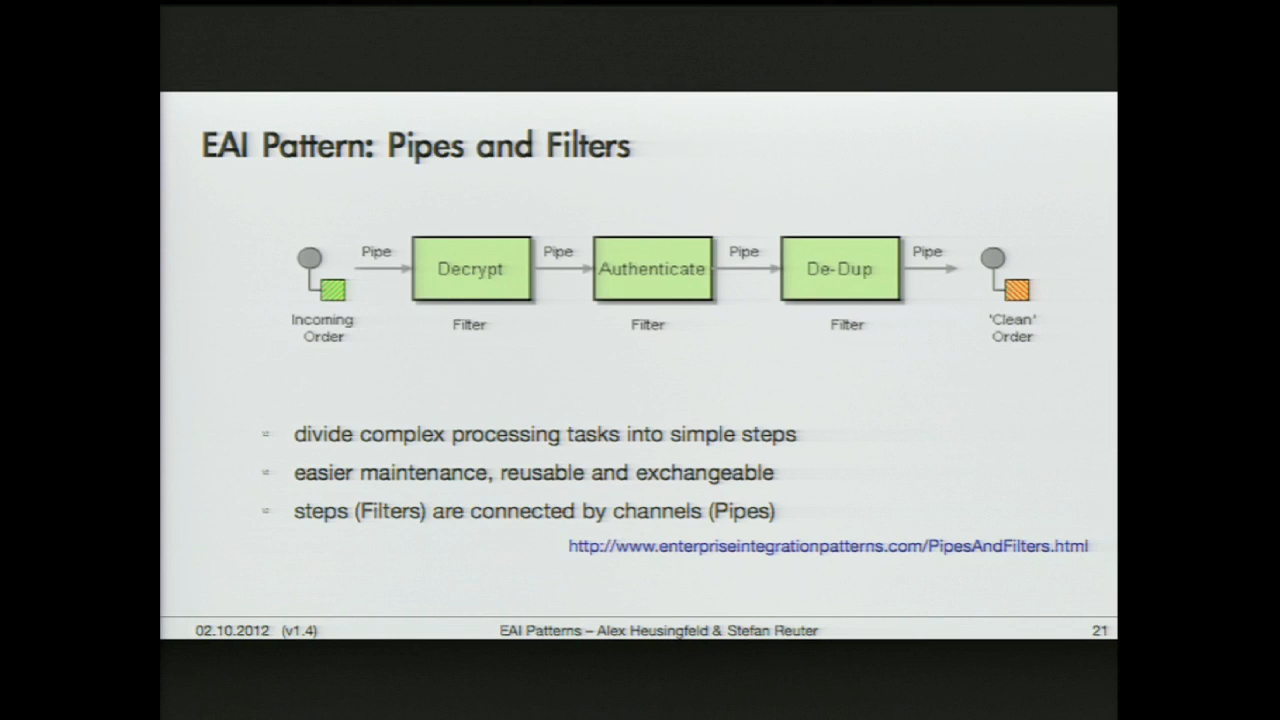 EAI Pattern: Pipes and Filters
Pipe
Pipe
Pipe
Pipe
Decrypt
Authenticate
De-Dup
Incoming
Order
Filter
Filter
Filter
'Clean'
Order
divide complex processing tasks into simple steps
easier maintenance, reusable and exchangeable
steps (Filters) are connected by channels (Pipes)
http://www.enterpriseintegrationpatterns.com/PipesAndFilters.html
02.10.2012 (v1.4)
EAI Patterns – Alex Heusingfeld & Stefan Reuter
21